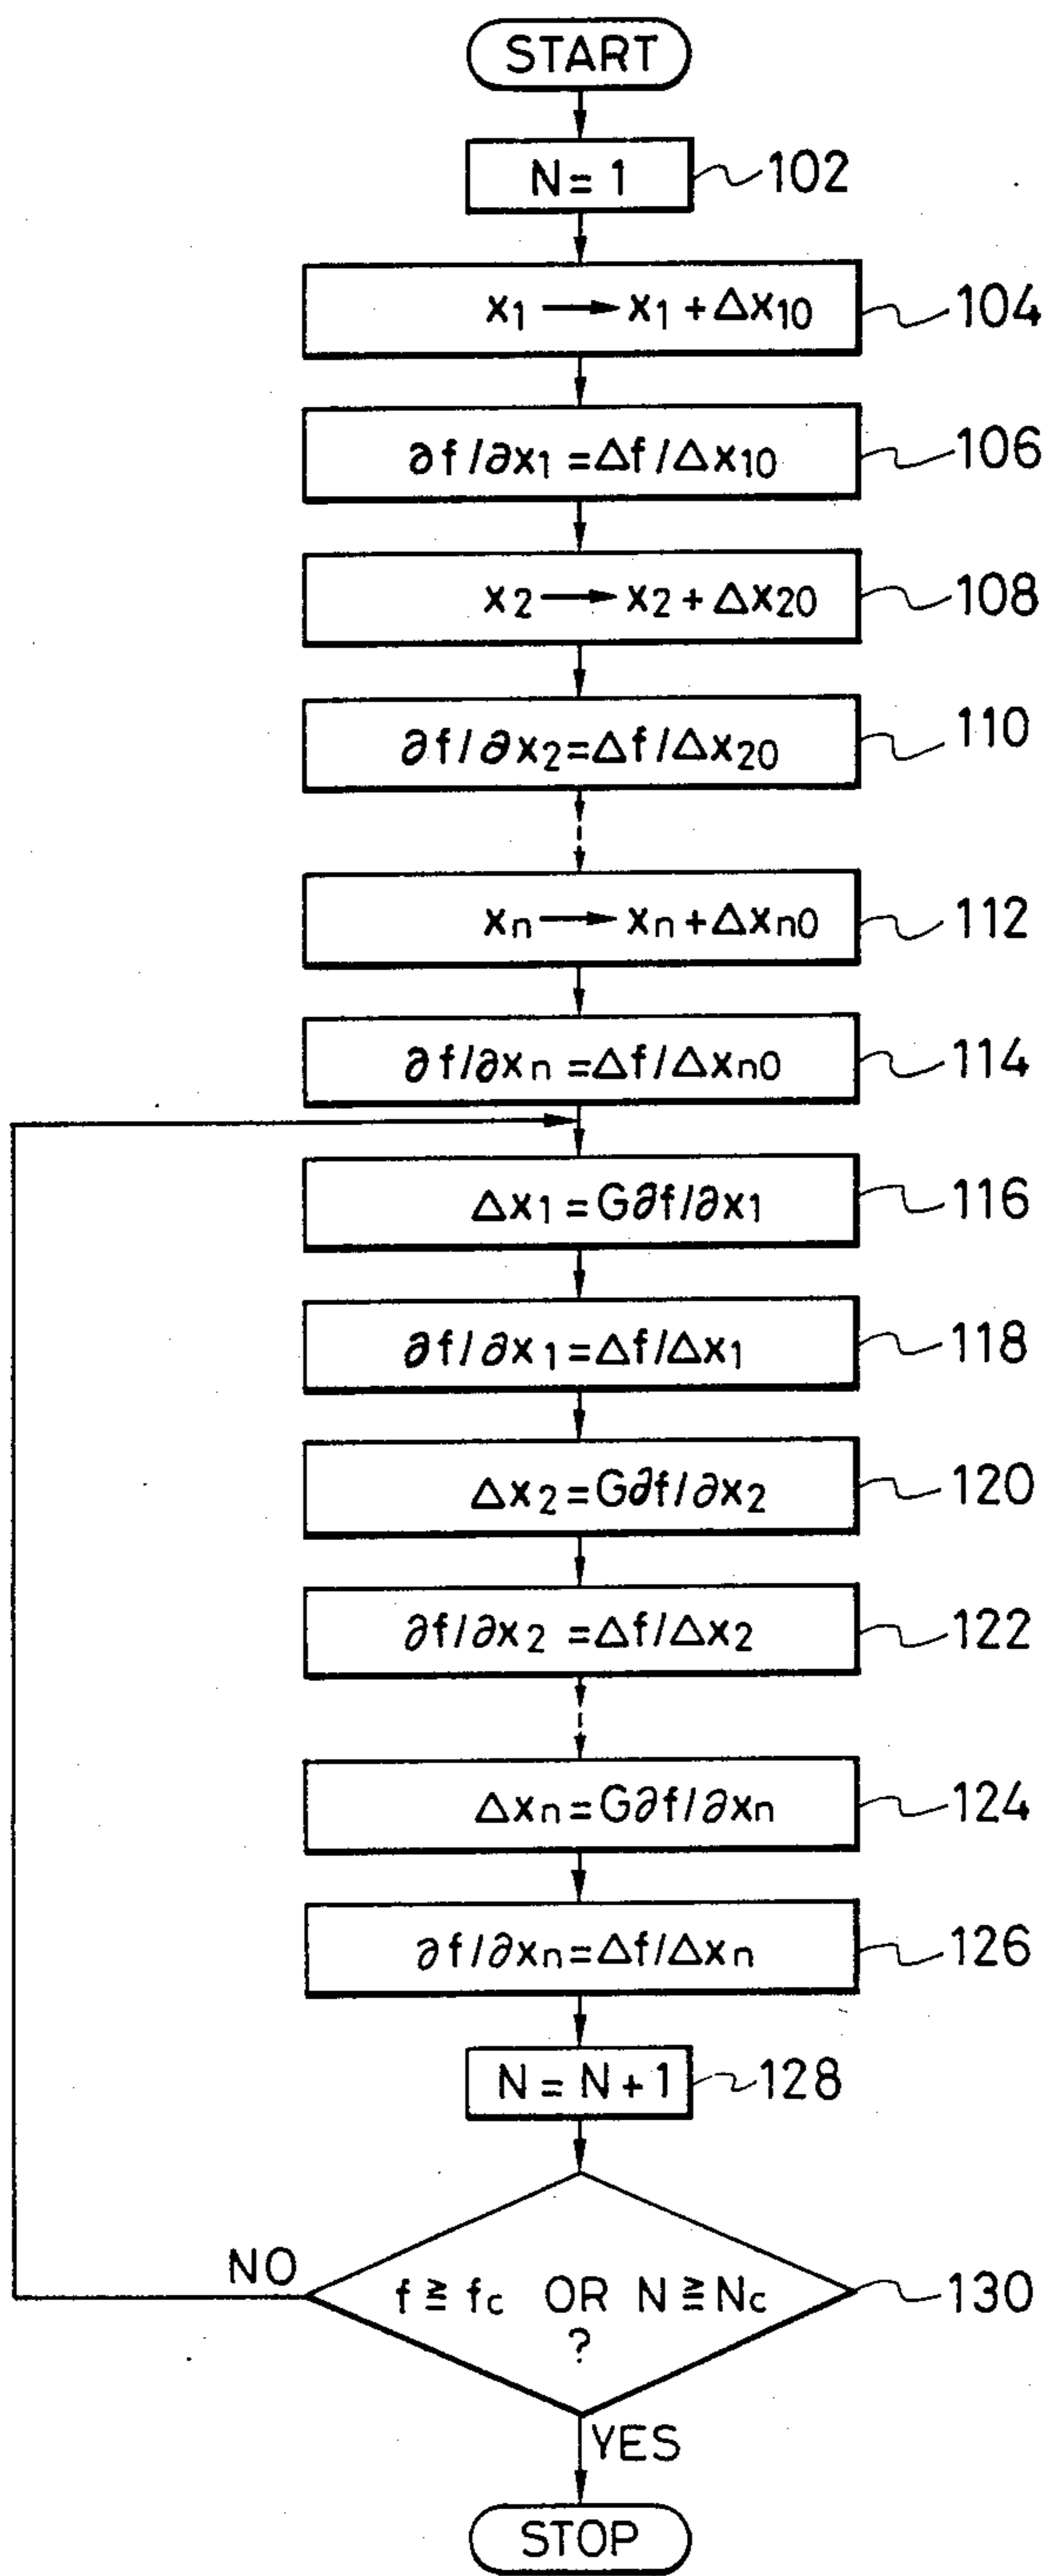 START
N = 1 102
x₁ → x₁ + Δx₁₀ 104
∂f/∂x₁ = Δf/Δx₁₀ 106
x₂ → x₂ + Δx₂₀ 108
∂f/∂x₂ = Δf/Δx₂₀ 110
xₙ → xₙ + Δxₙ₀ 112
∂f/∂xₙ = Δf/Δxₙ₀ 114
Δx₁ = G∂f/∂x₁ 116
∂f/∂x₁ = Δf/Δx₁ 118
Δx₂ = G∂f/∂x₂ 120
∂f/∂x₂ = Δf/Δx₂ 122
Δxₙ = G∂f/∂xₙ 124
∂f/∂xₙ = Δf/Δxₙ 126
N = N + 1 128
NO
f ≧ fc OR N ≧ Nc 130
?
YES
STOP